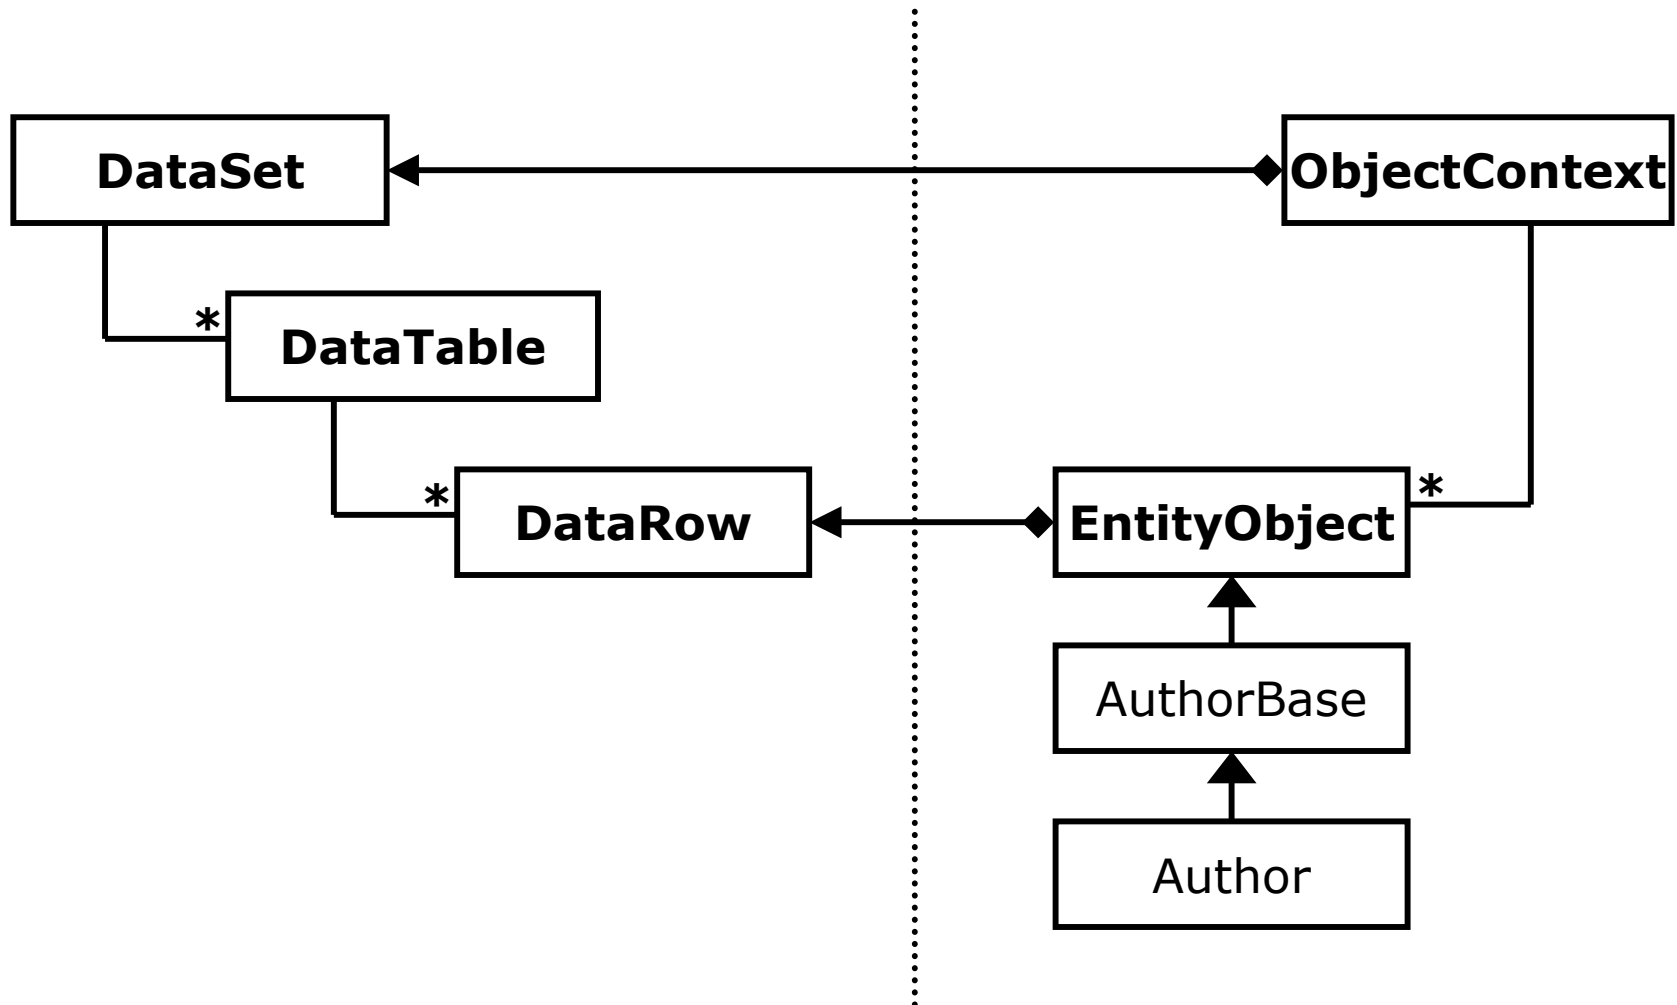 DataSet
ObjectContext
*
DataTable
*
DataRow
EntityObject
*
AuthorBase
Author